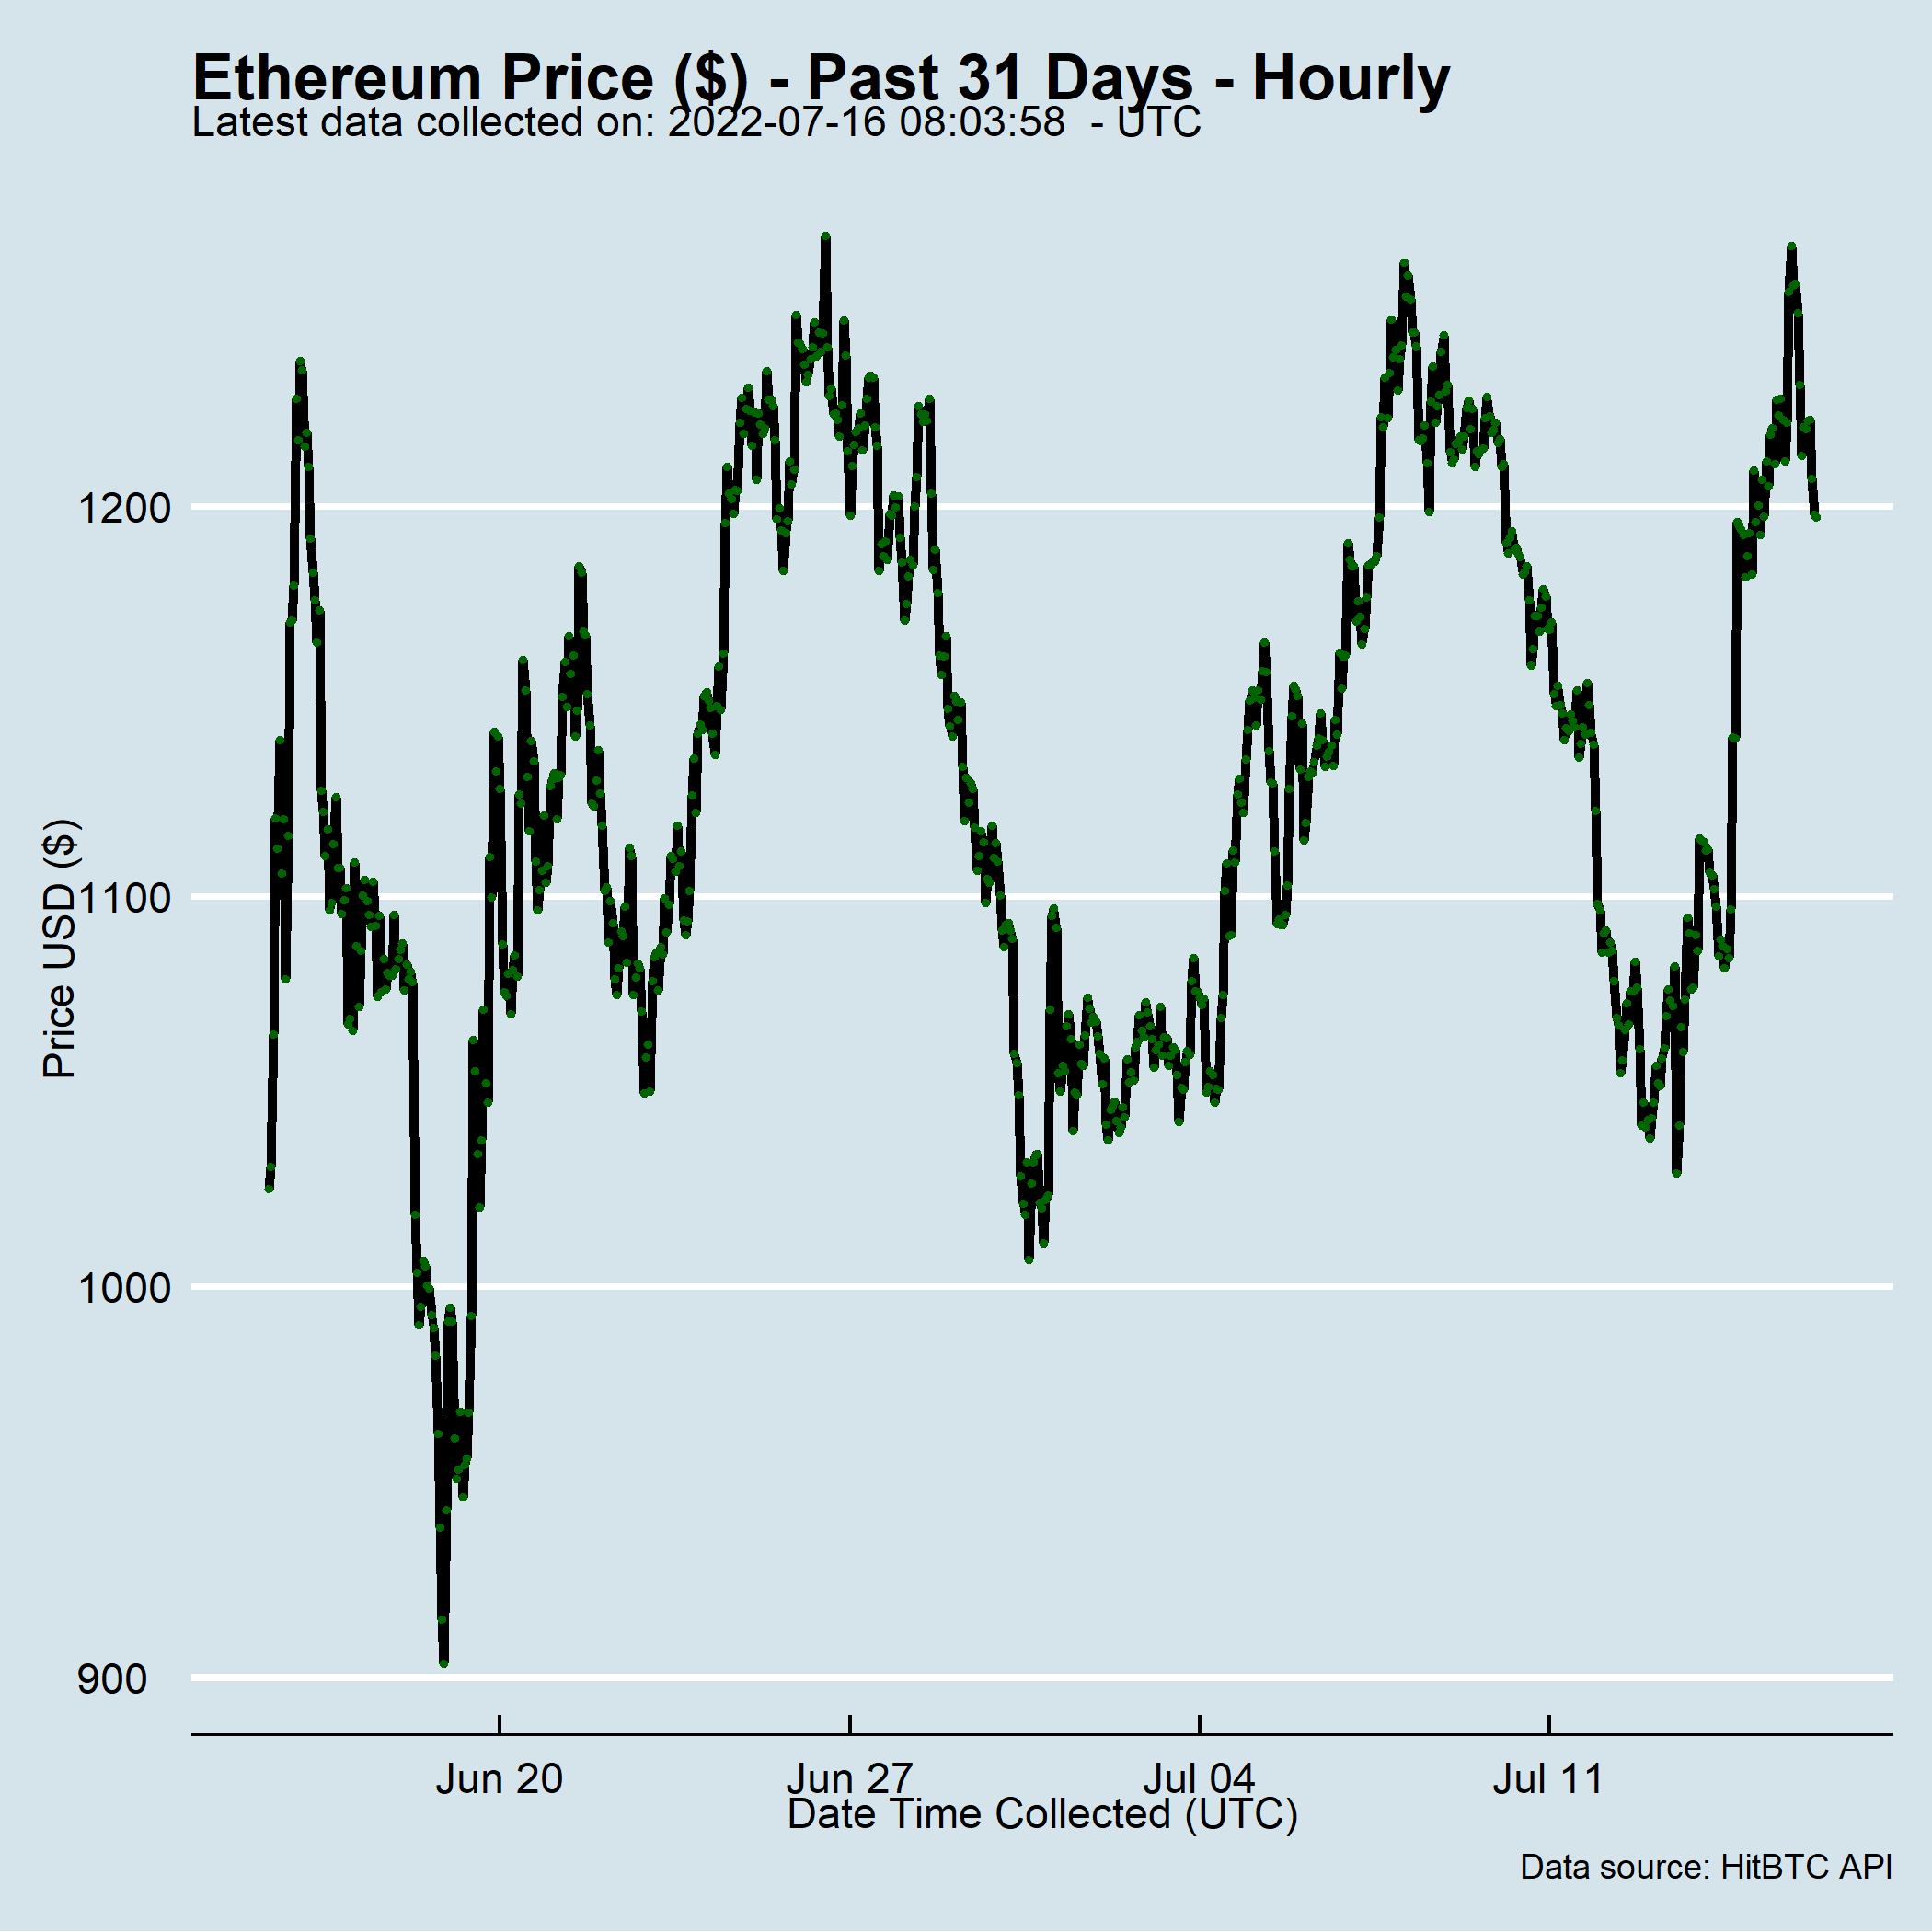 Ethereum Price ($) - Past 31 Days - Hourly
Latest data collected on: 2022-07-16 08:03:58  - UTC
Price USD ($)
1200
1100
1000
900
Jun 20
Jun 27
Jul 04
Jul 11
Date Time Collected (UTC)
Data source: HitBTC API